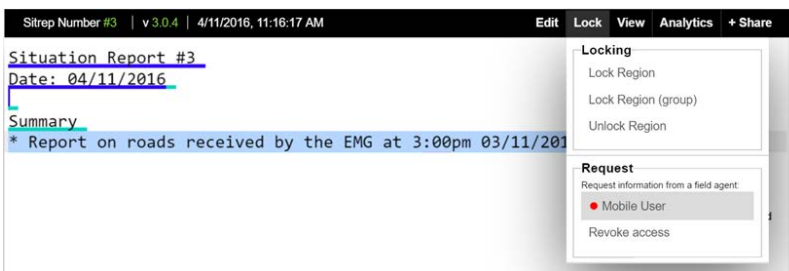 Sitrep Number #3 | v 3.0.4 | 4/11/2016, 11:16:17 AM Edit Lock View Analytics + Share
Situation Report #3
Date: 04/11/2016
Summary
* Report on roads received by the EMG at 3:00pm 03/11/201
Locking
Lock Region
Lock Region (group)
Unlock Region
Request
Request information from a field agent:
Mobile User
Revoke access